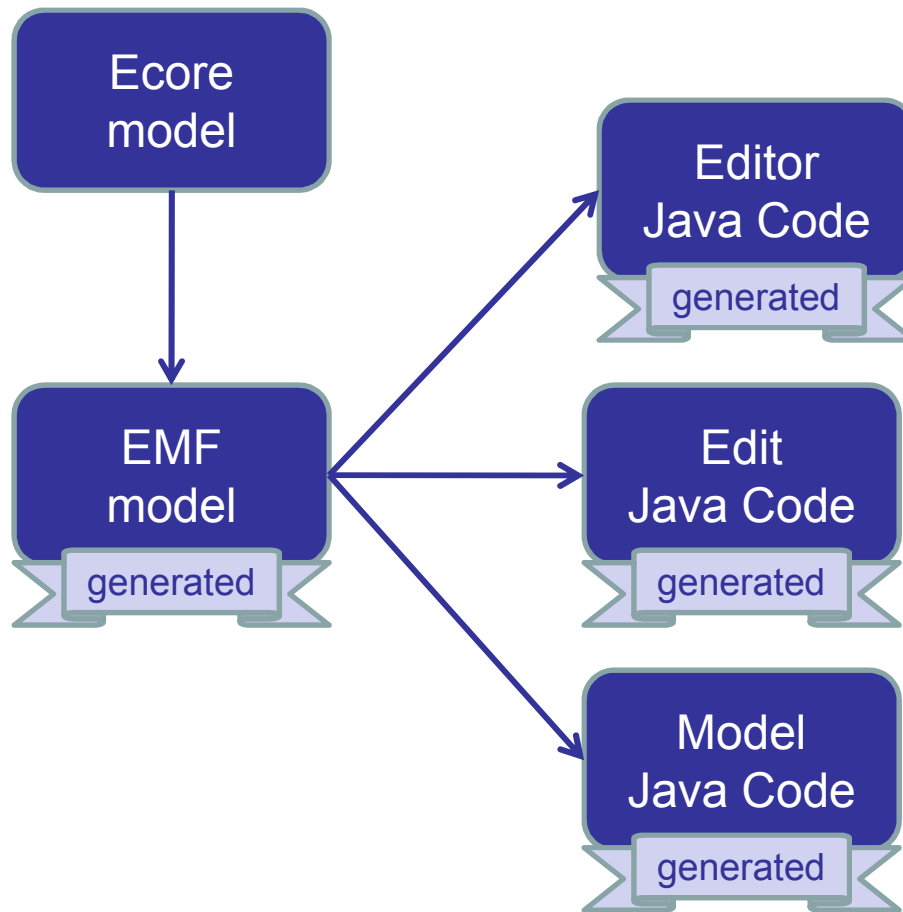 Ecore
model
Editor
Java Code
generated
EMF
model
generated
Edit
Java Code
generated
Model
Java Code
generated